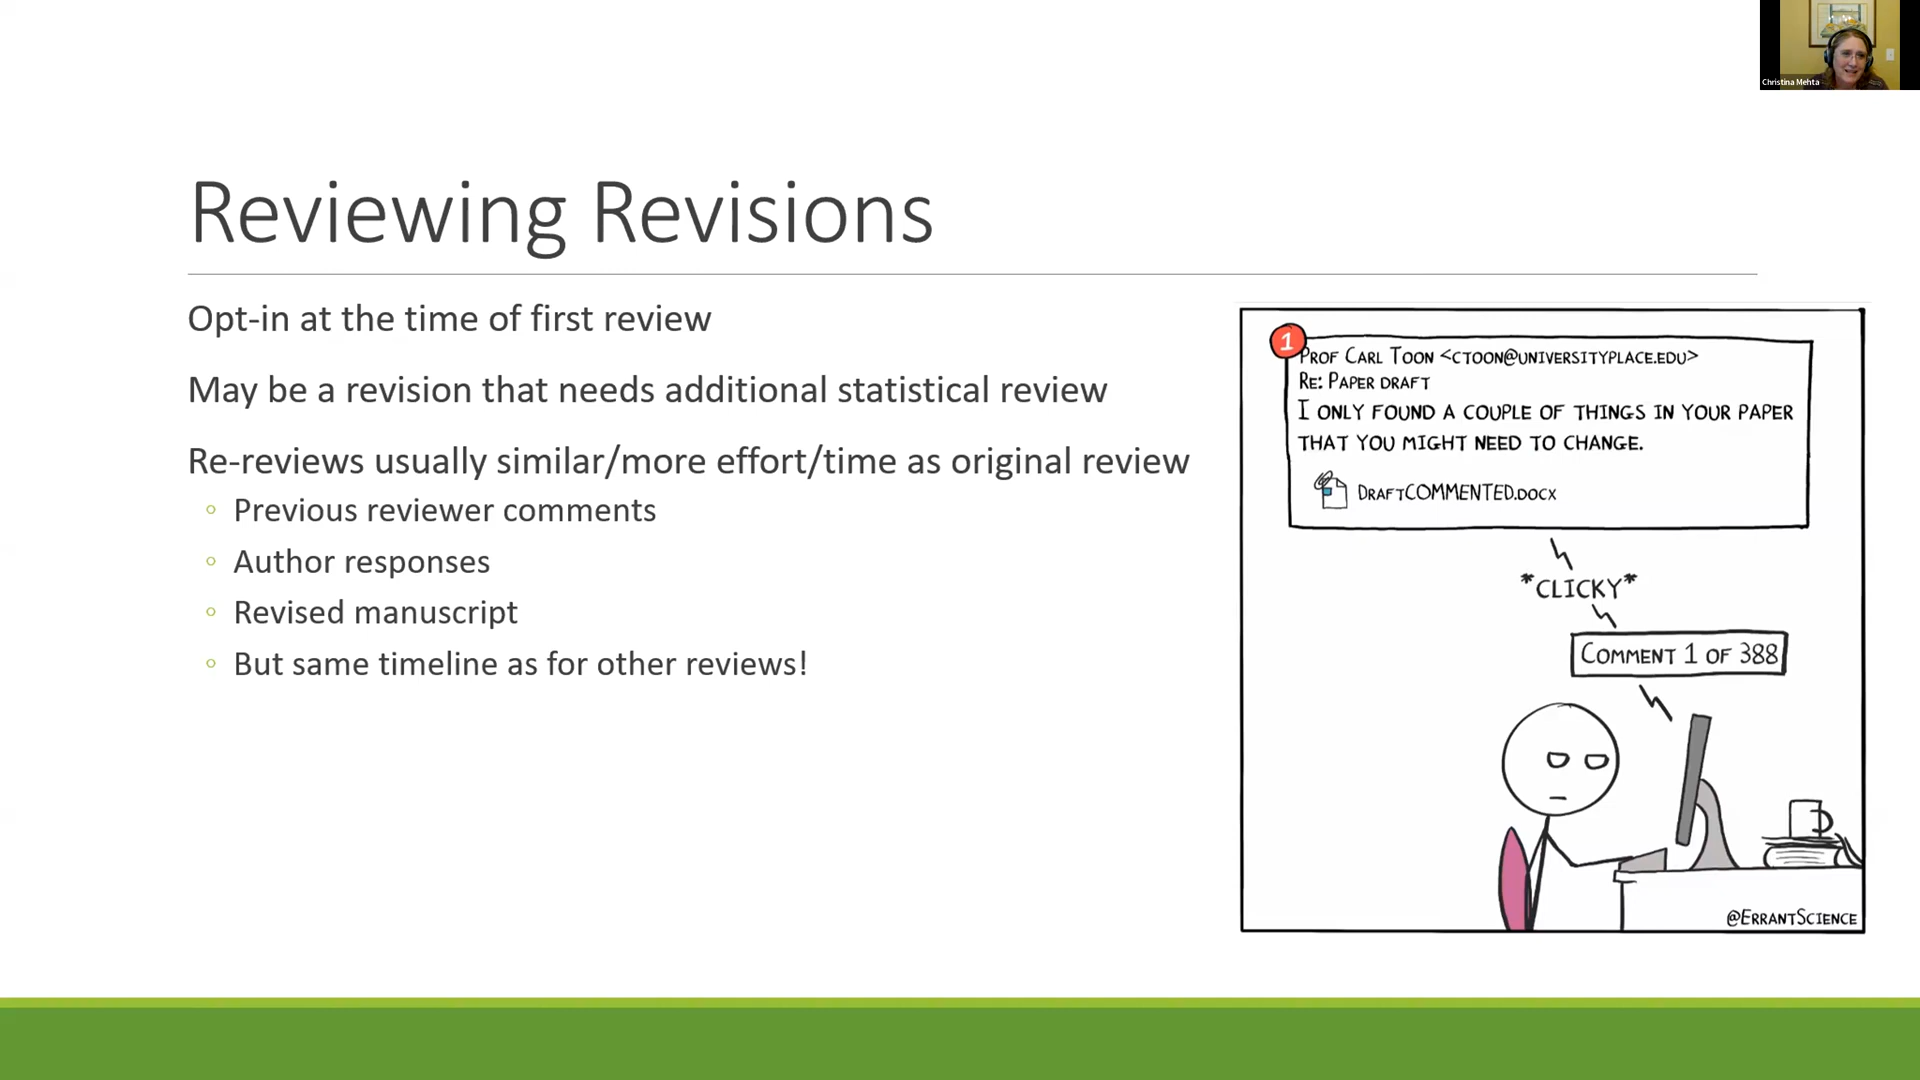 Christina Mehta
Reviewing Revisions
Opt-in at the time of first review
May be a revision that needs additional statistical review
Re-reviews usually similar/more effort/time as original review
◦ Previous reviewer comments
◦ Author responses
◦ Revised manuscript
◦ But same timeline as for other reviews!
1
Prof Carl Toon <ctoon@universityplace.edu>
Re: Paper draft
I only found a couple of things in your paper
that you might need to change.
DraftCOMMENTED.docx
*CLICKY*
Comment 1 of 388
@ErrantScience